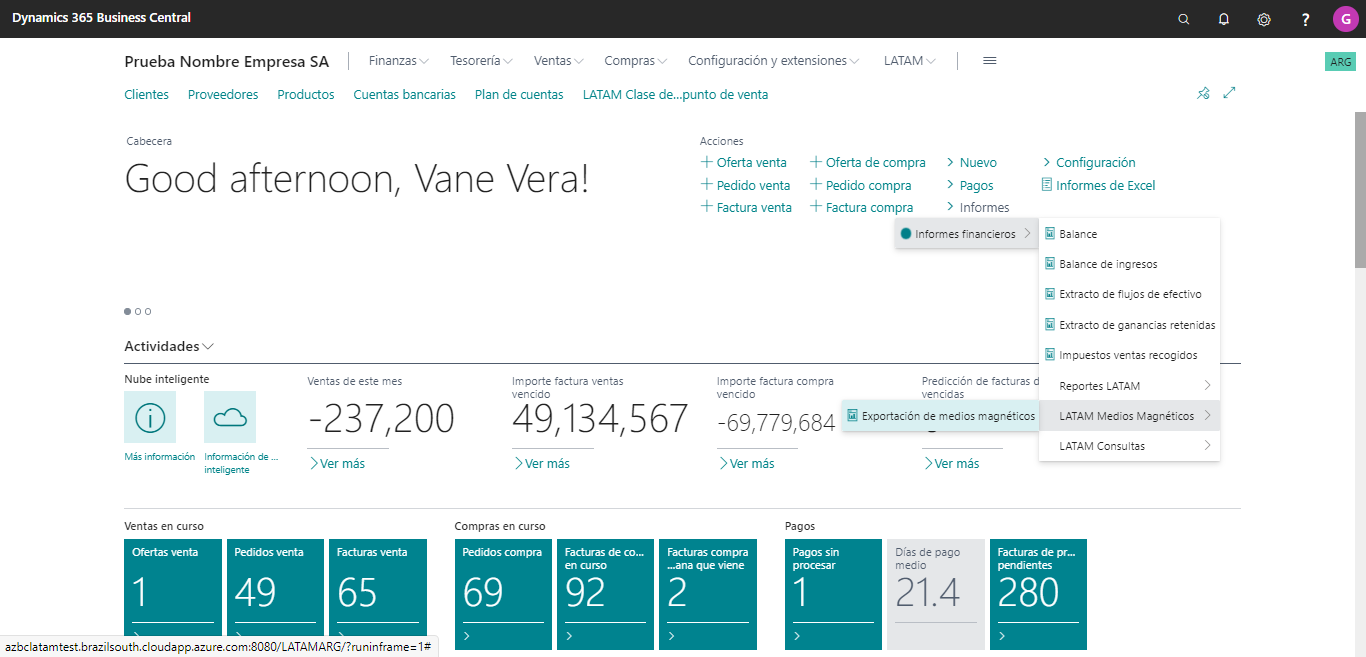 Dynamics 365 Business Central
?
G
Prueba Nombre Empresa SA
Finanzas
Tesorería
Ventas
Compras
Configuración y extensiones
LATAM
ARG
Clientes
Proveedores
Productos
Cuentas bancarias
Plan de cuentas
LATAM Clase de...punto de venta
Cabecera
Good afternoon, Vane Vera!
Acciones
+ Oferta venta
+ Oferta de compra
> Nuevo
> Configuración
+ Pedido venta
+ Pedido compra
> Pagos
Informes de Excel
+ Factura venta
+ Factura compra
> Informes
Informes financieros
Balance
Balance de ingresos
Extracto de flujos de efectivo
Extracto de ganancias retenidas
Impuestos ventas recogidos
Reportes LATAM
LATAM Medios Magnéticos
Exportación de medios magnéticos
LATAM Consultas
Actividades
Nube inteligente
Más información
Información de ...
inteligente
Ventas de este mes
-237,200
Ver más
Importe factura ventas
vencido
49,134,567
Ver más
Importe factura compra
vencido
-69,779,684
Ver más
Predicción de facturas d
vencidas
Ver más
Ventas en curso
Ofertas venta
1
Pedidos venta
49
Facturas venta
65
Compras en curso
Pedidos compra
69
Facturas de co...
en curso
92
Facturas compra
...ana que viene
2
Pagos
Pagos sin
procesar
1
Días de pago
medio
21.4
Facturas de pr...
pendientes
280
azbclatamtest.brazilsouth.cloudapp.azure.com:8080/LATAMARG/?runinframe=1#